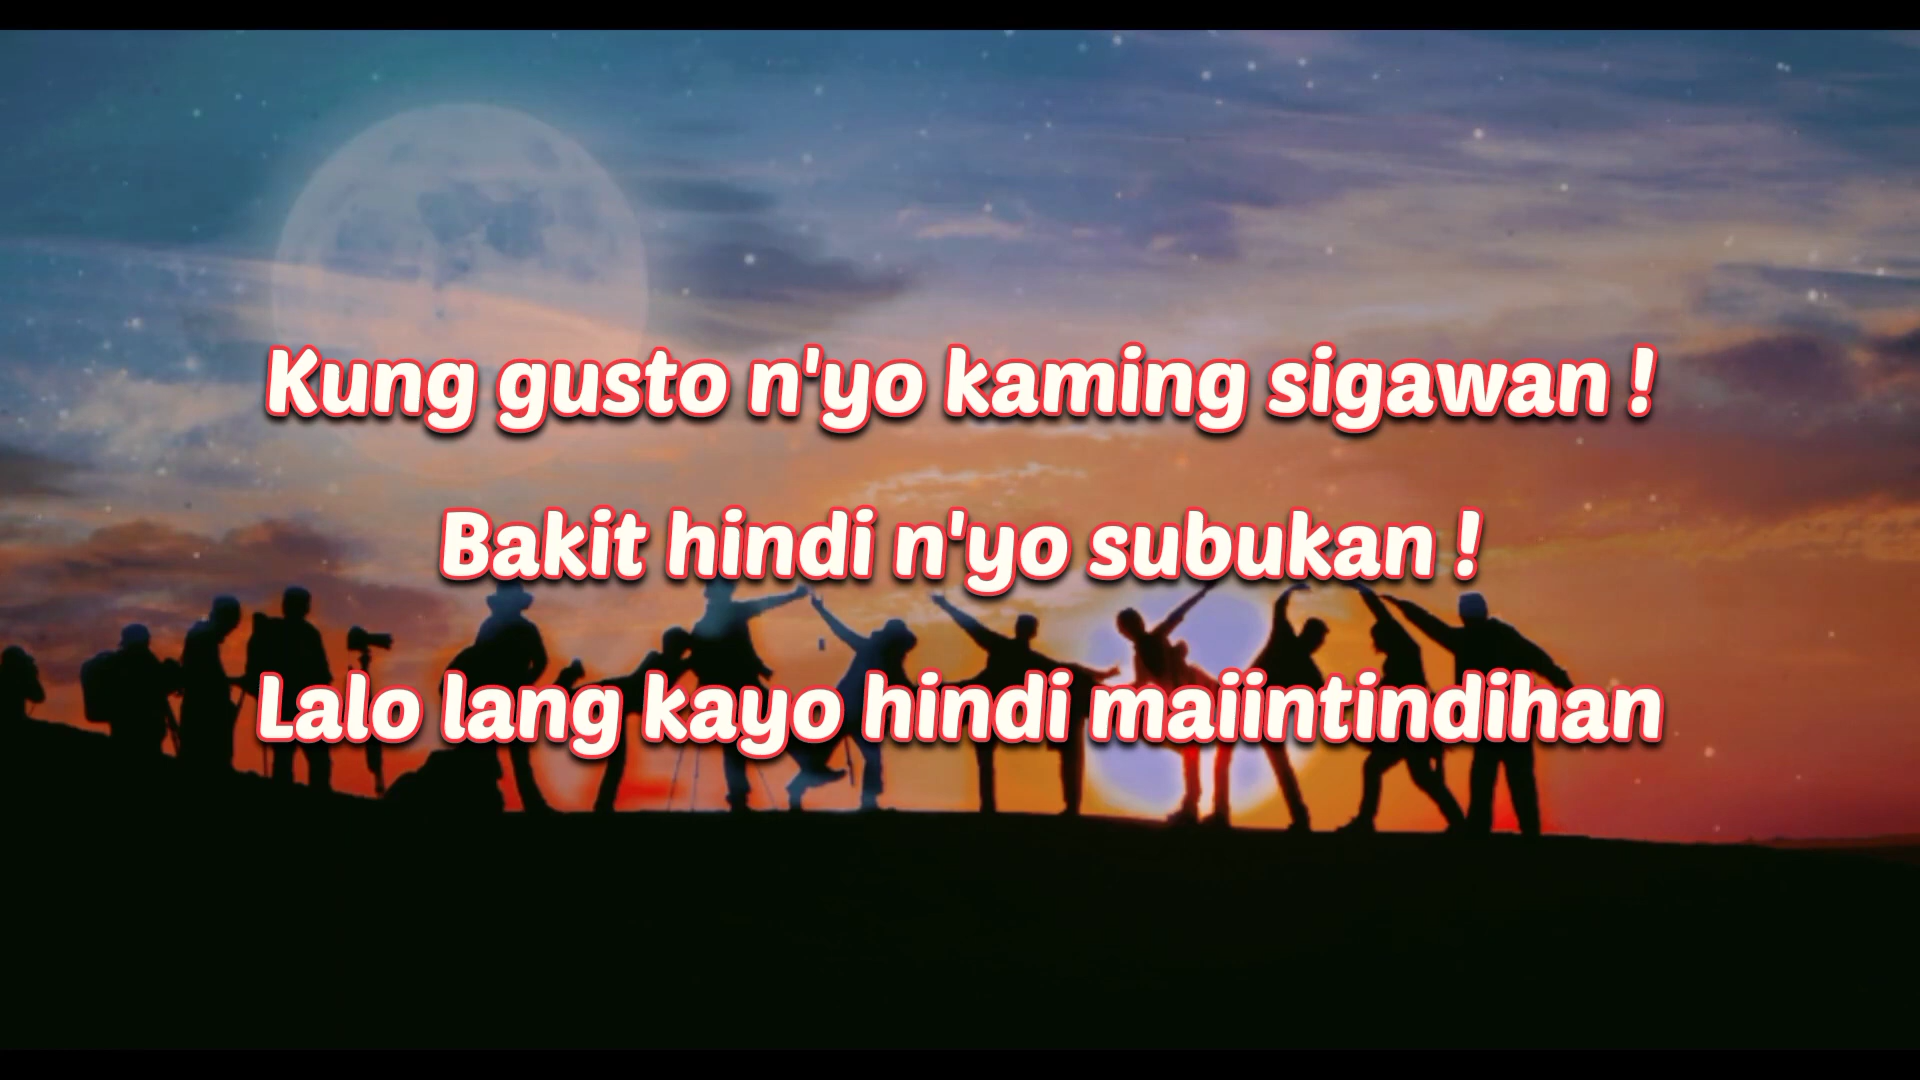 Kung gusto n'yo kaming sigawan !
Bakit hindi n'yo subukan !
Lalo lang kayo hindi maiintindihan